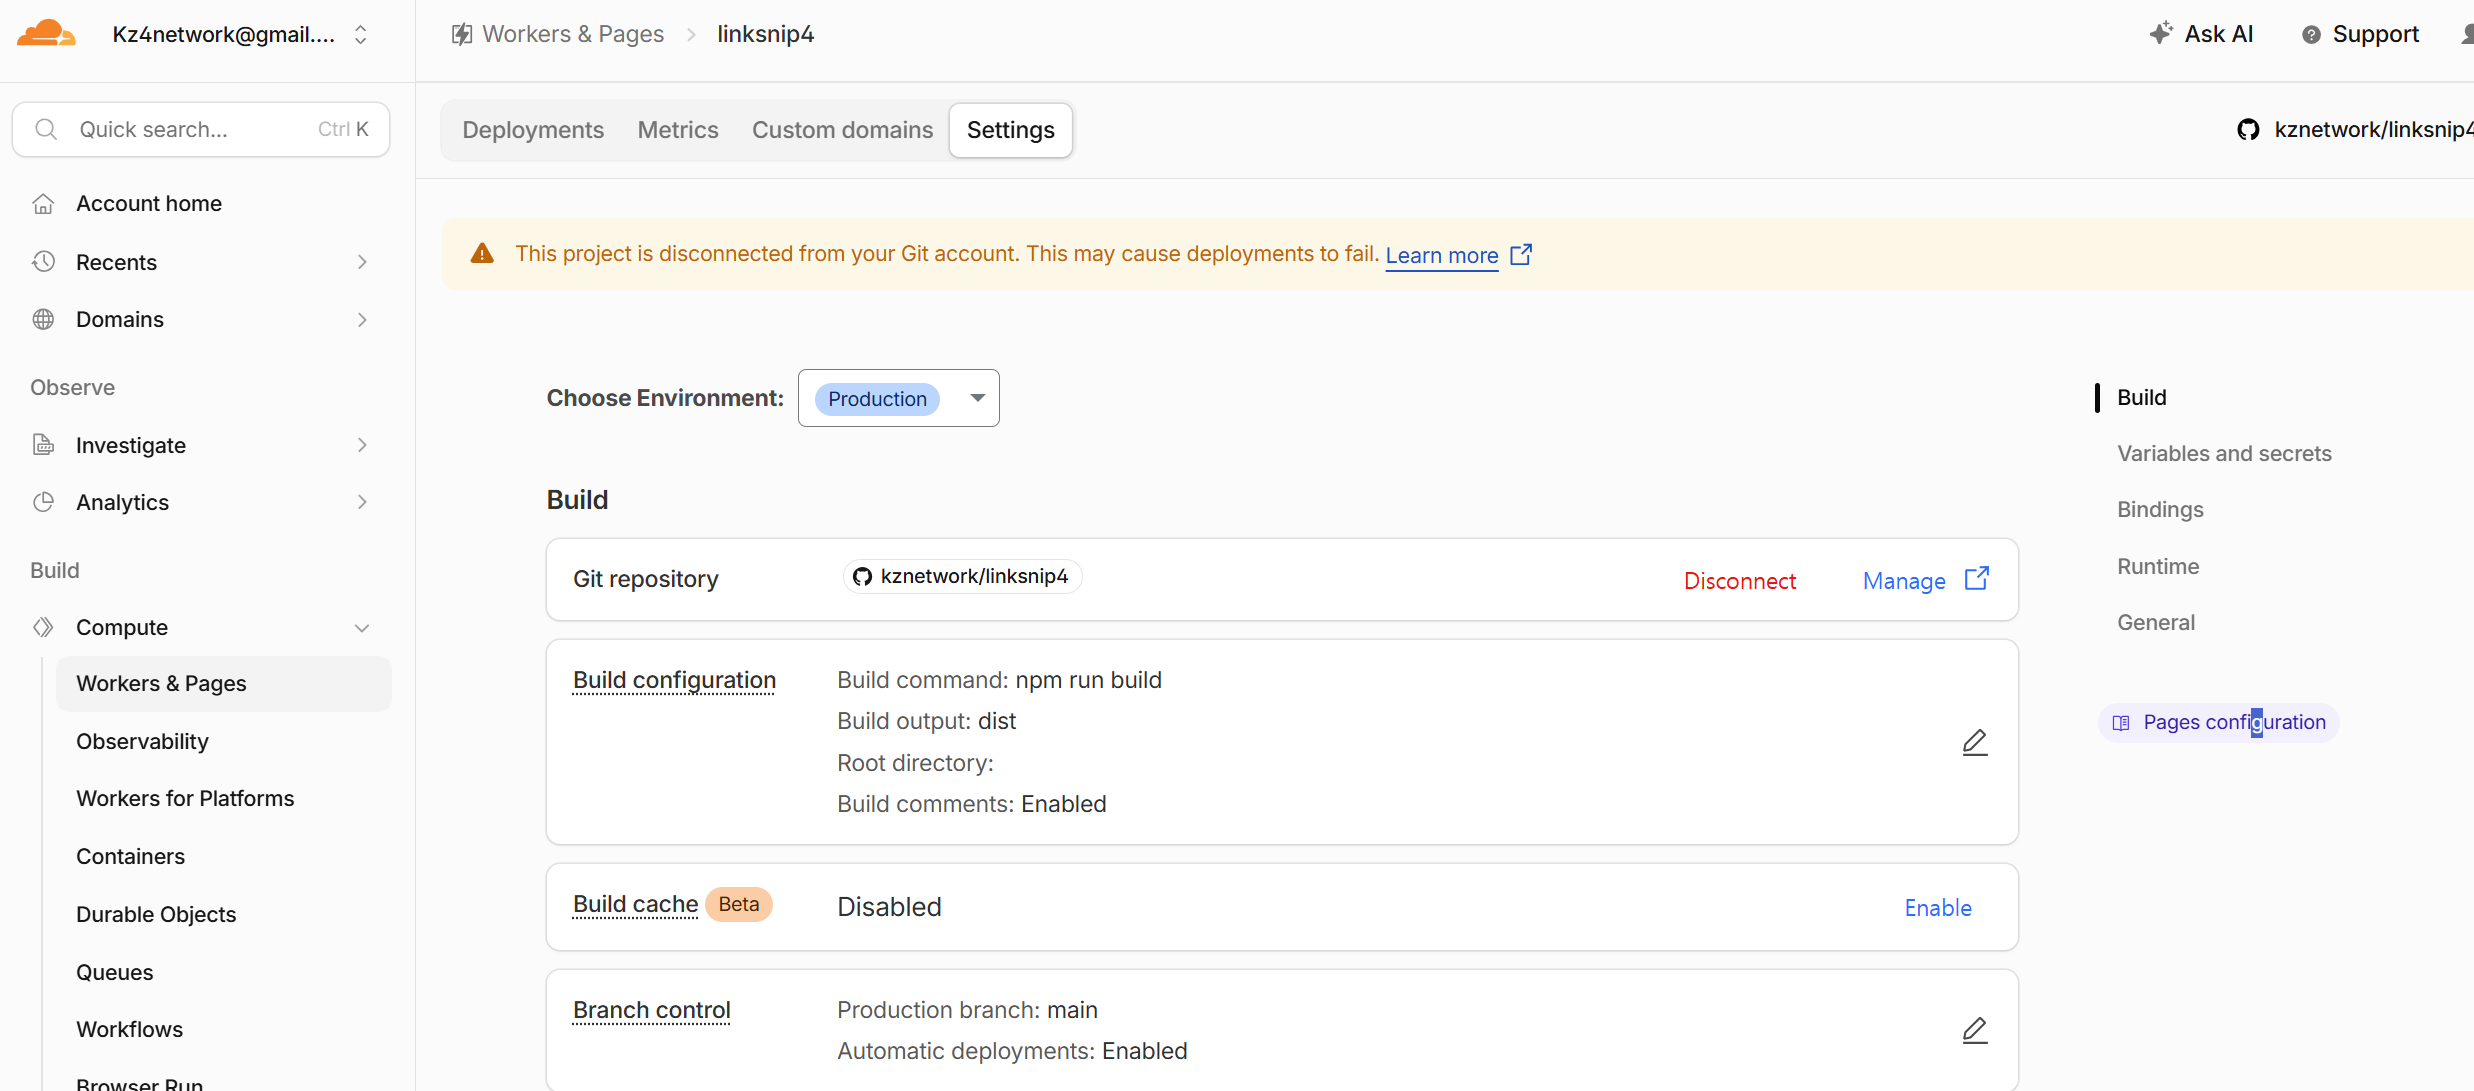 Kz4network@gmail....
Workers & Pages
linksnip4
Ask AI
Support
Quick search...
Ctrl K
Deployments
Metrics
Custom domains
Settings
kznetwork/linksnip4
Account home
Recents
Domains
Observe
Investigate
Analytics
Build
Compute
Workers & Pages
Observability
Workers for Platforms
Containers
Durable Objects
Queues
Workflows
Browser Run
This project is disconnected from your Git account. This may cause deployments to fail. Learn more
Choose Environment: Production
Build
Git repository
kznetwork/linksnip4
Disconnect
Manage
Build configuration
Build command: npm run build
Build output: dist
Root directory:
Build comments: Enabled
Build cache Beta
Disabled
Enable
Branch control
Production branch: main
Automatic deployments: Enabled
Build
Variables and secrets
Bindings
Runtime
General
Pages configuration